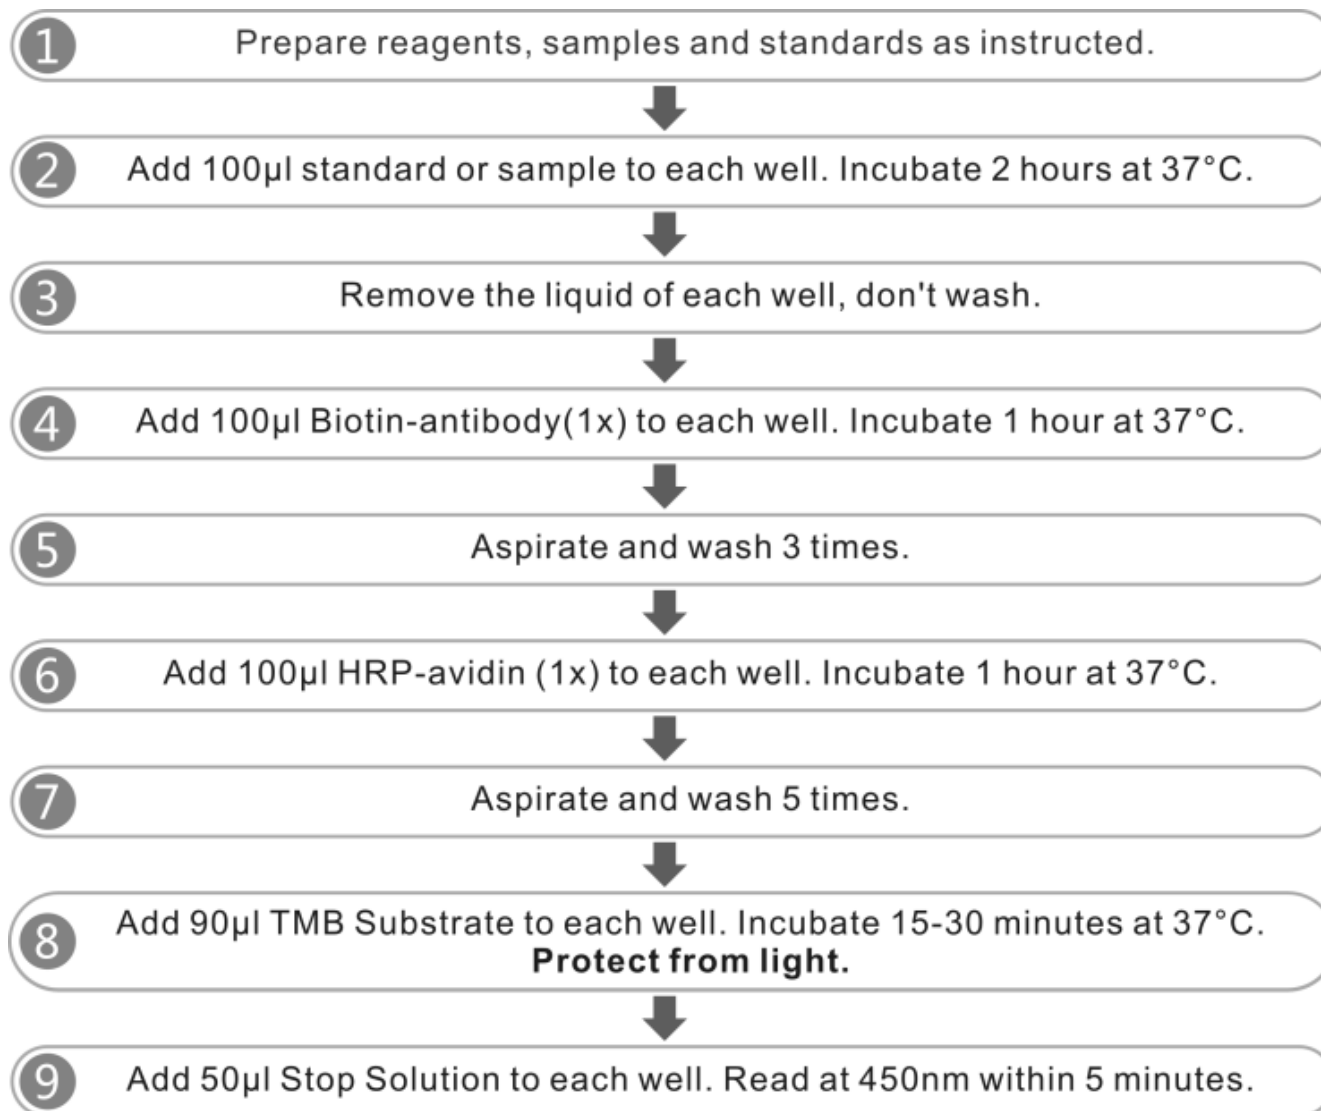 1 Prepare reagents, samples and standards as instructed.
2 Add 100μl standard or sample to each well. Incubate 2 hours at 37°C.
3 Remove the liquid of each well, don't wash.
4 Add 100μl Biotin-antibody(1x) to each well. Incubate 1 hour at 37°C.
5 Aspirate and wash 3 times.
6 Add 100μl HRP-avidin (1x) to each well. Incubate 1 hour at 37°C.
7 Aspirate and wash 5 times.
8 Add 90μl TMB Substrate to each well. Incubate 15-30 minutes at 37°C.
Protect from light.
9 Add 50μl Stop Solution to each well. Read at 450nm within 5 minutes.